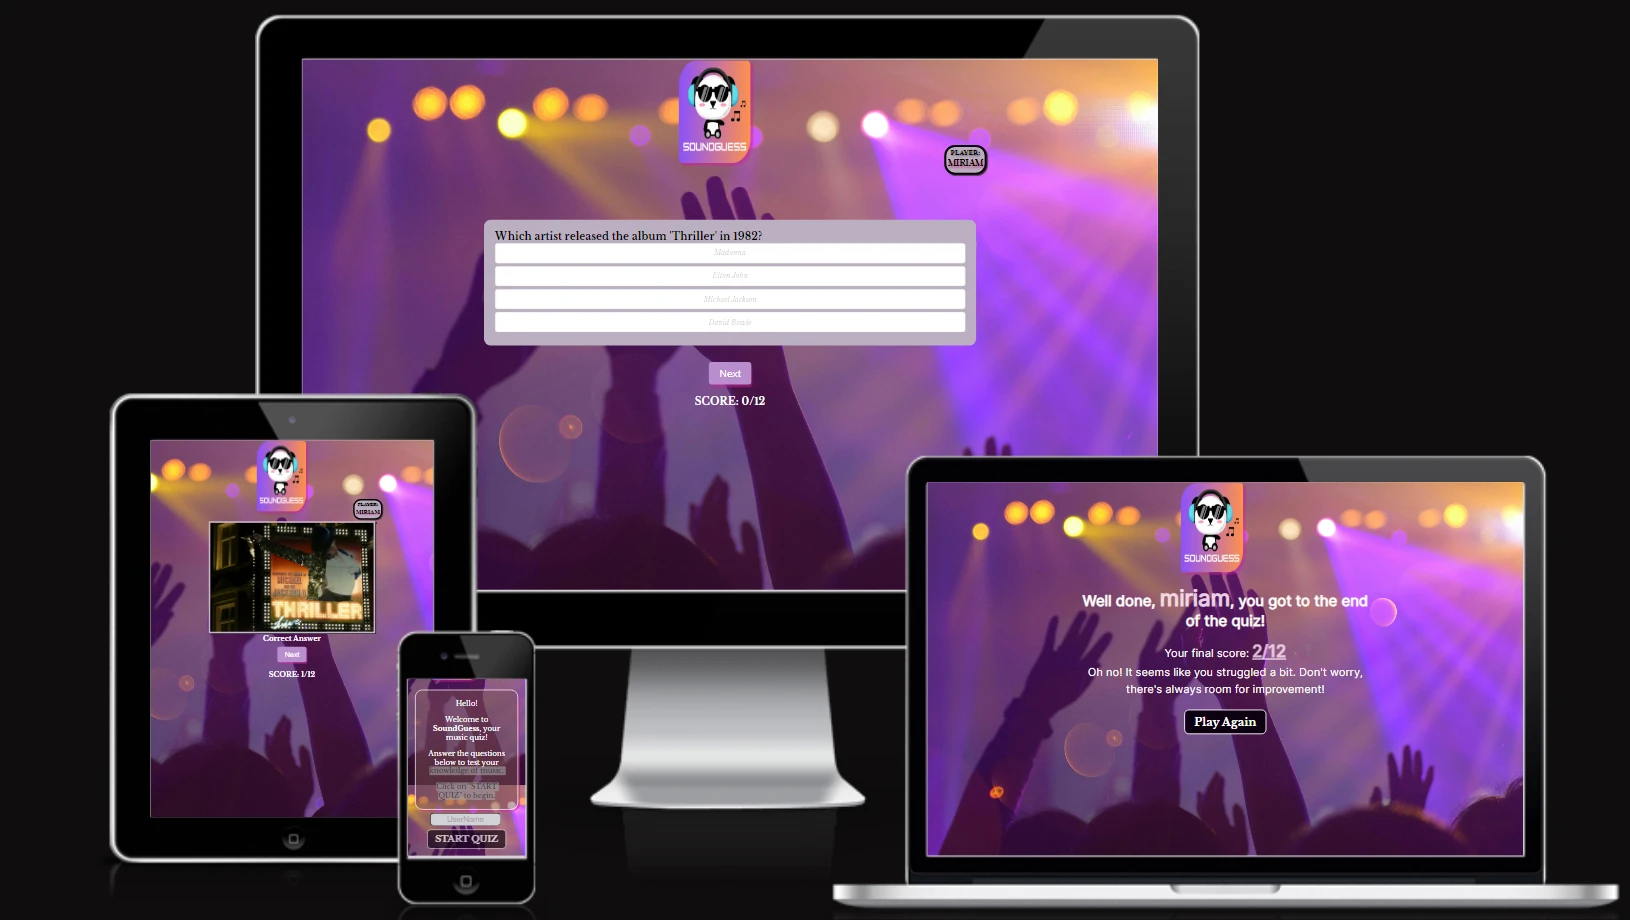 SOUNDGUESS
PLAYER:
MIRIAM
Which artist released the album 'Thriller' in 1982?
Madonna
Elton John
Michael Jackson
David Bowie
Next
SCORE: 0/12
SOUNDGUESS
PLAYER:
MIRIAM
MICHAEL
THRILLER
Live
Correct Answer
Next
SCORE: 1/12
Hello!
Welcome to
SoundGuess, your
music quiz!
Answer the questions
below to test your
knowledge of music.
Click on "START
QUIZ" to begin.
UserName
START QUIZ
SOUNDGUESS
Well done, miriam, you got to the end
of the quiz!
Your final score: 2/12
Oh no! It seems like you struggled a bit. Don't worry,
there's always room for improvement!
Play Again